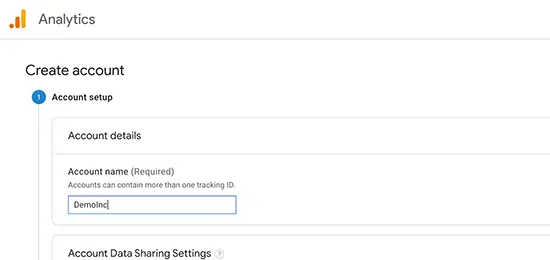 Analytics
Create account
1 Account setup
Account details
Account name (Required)
Accounts can contain more than one tracking ID.
DemoInc
Account Data Sharing Settings ?